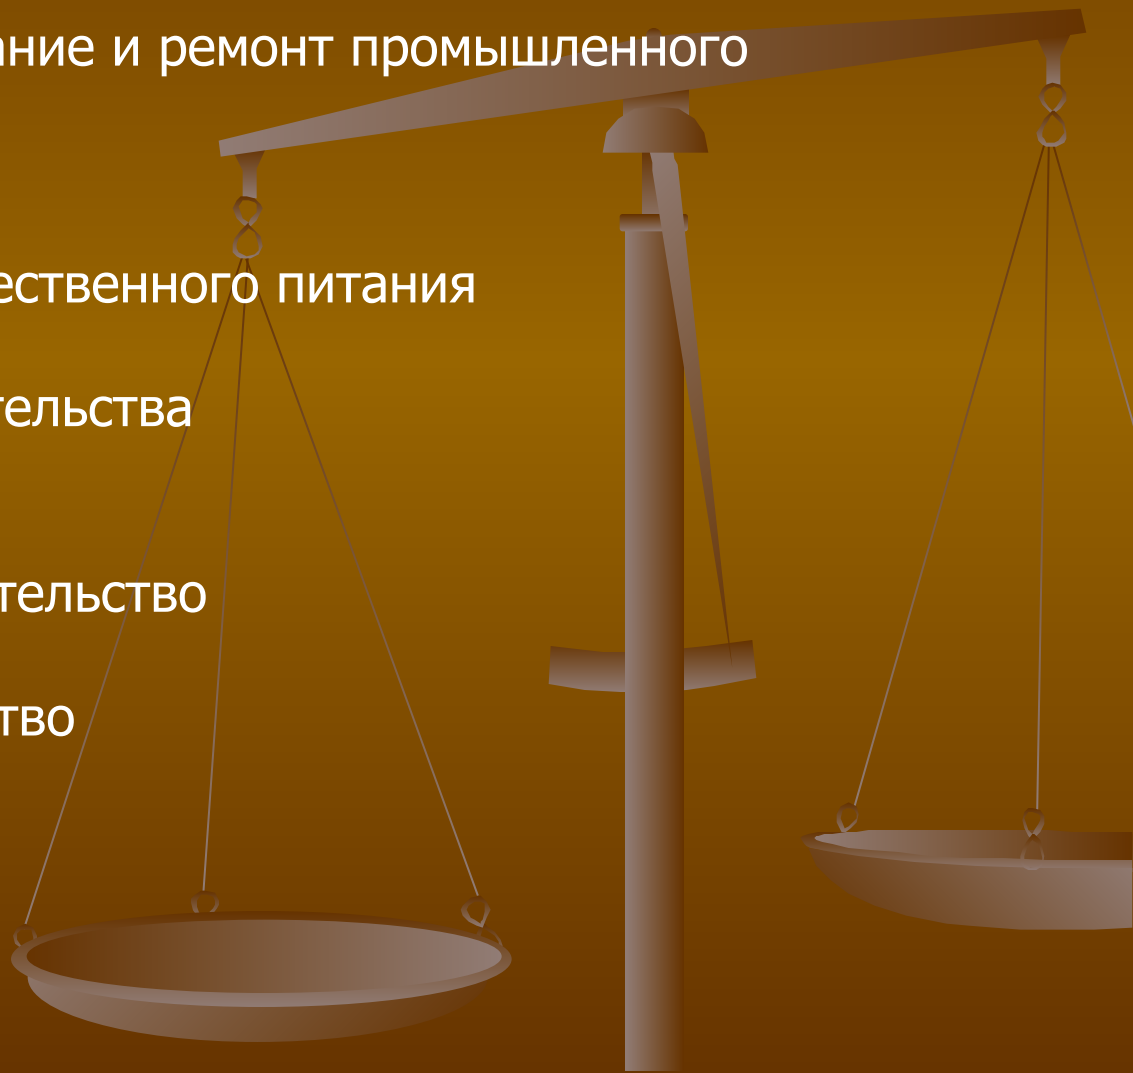 ание и ремонт промышленного
ественного питания
тельства
тельство
тво